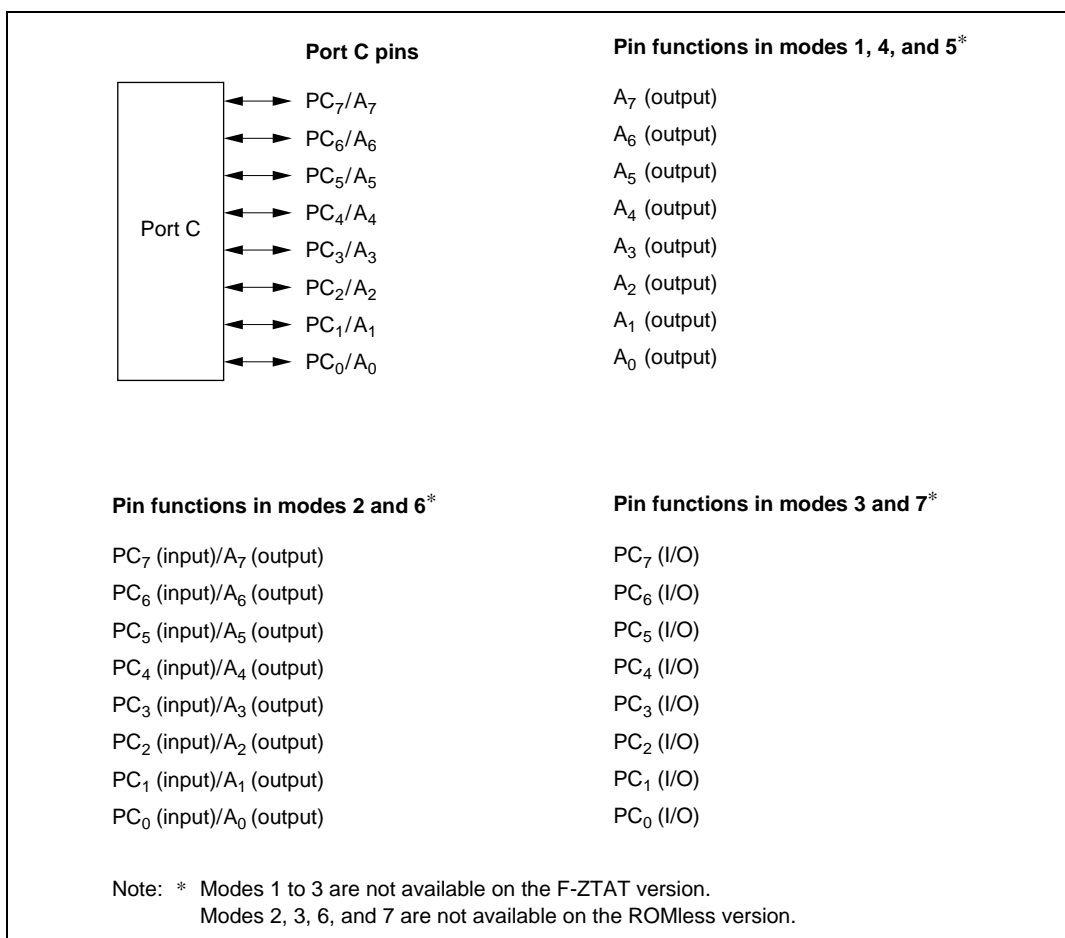 Port C pins
Pin functions in modes 1, 4, and 5*
Port C
PC₇/A₇
A₇ (output)
PC₆/A₆
A₆ (output)
PC₅/A₅
A₅ (output)
PC₄/A₄
A₄ (output)
PC₃/A₃
A₃ (output)
PC₂/A₂
A₂ (output)
PC₁/A₁
A₁ (output)
PC₀/A₀
A₀ (output)
Pin functions in modes 2 and 6*
PC₇ (input)/A₇ (output)
PC₆ (input)/A₆ (output)
PC₅ (input)/A₅ (output)
PC₄ (input)/A₄ (output)
PC₃ (input)/A₃ (output)
PC₂ (input)/A₂ (output)
PC₁ (input)/A₁ (output)
PC₀ (input)/A₀ (output)
Pin functions in modes 3 and 7*
PC₇ (I/O)
PC₆ (I/O)
PC₅ (I/O)
PC₄ (I/O)
PC₃ (I/O)
PC₂ (I/O)
PC₁ (I/O)
PC₀ (I/O)
Note: * Modes 1 to 3 are not available on the F-ZTAT version.
Modes 2, 3, 6, and 7 are not available on the ROMless version.